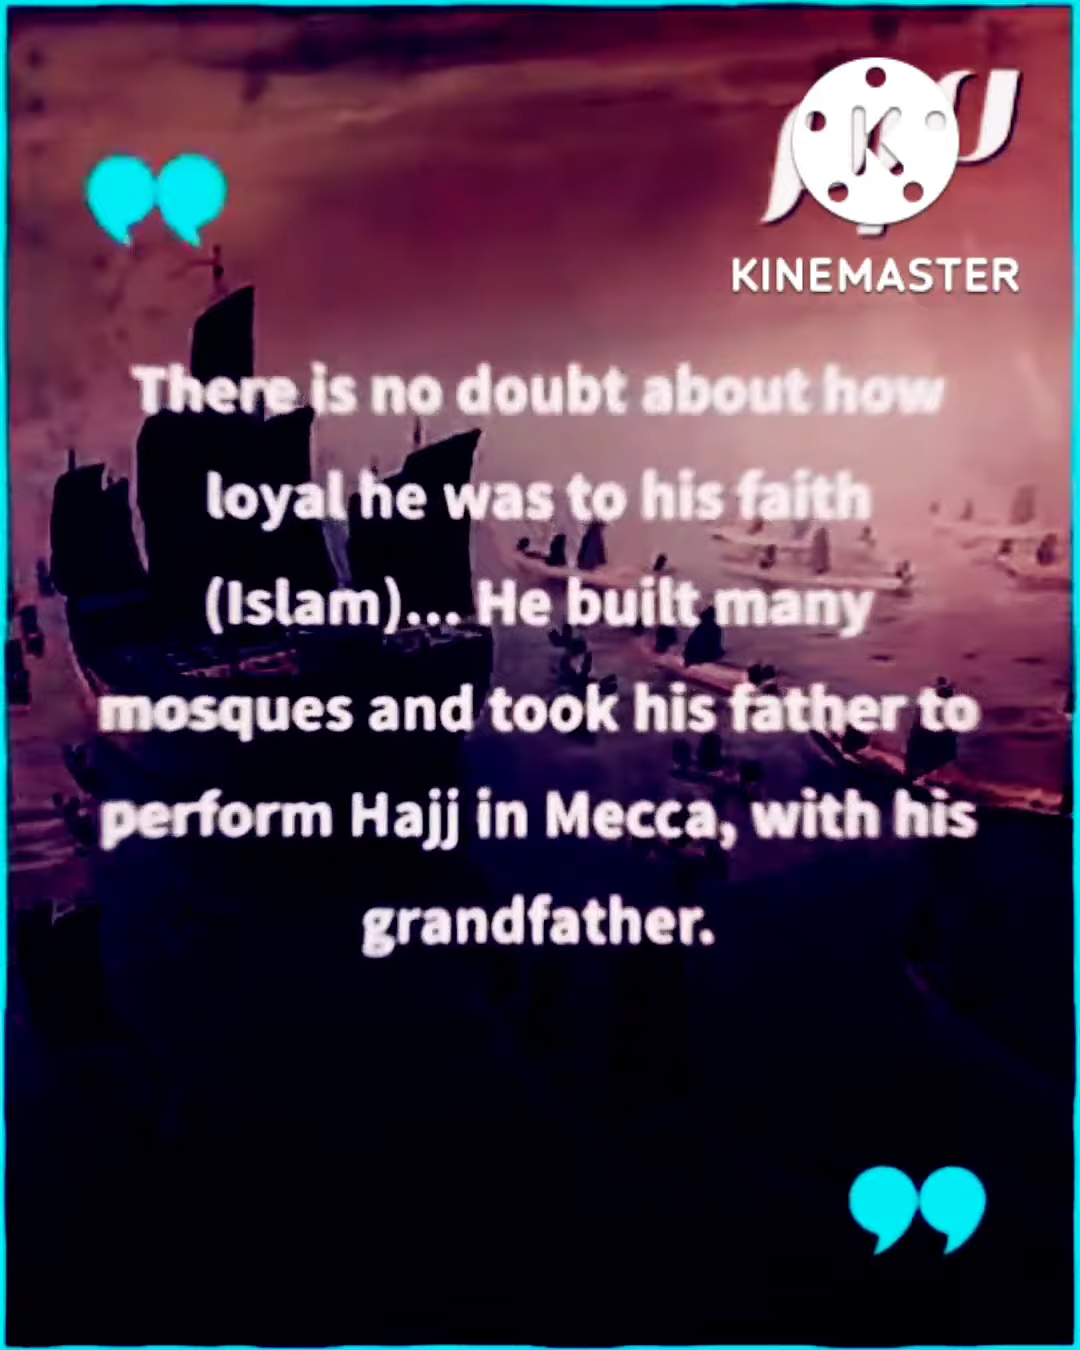 KINEMASTER
There is no doubt about how
loyal he was to his faith
(Islam)... He built many
mosques and took his father to
perform Hajj in Mecca, with his
grandfather.